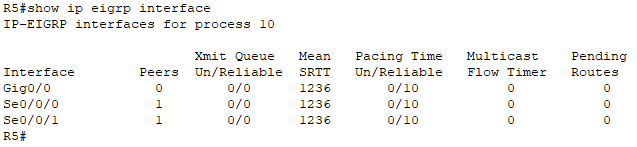 R5#show ip eigrp interface
IP-EIGRP interfaces for process 10
Xmit Queue Mean Pacing Time Multicast Pending
Interface Peers Un/Reliable SRTT Un/Reliable Flow Timer Routes
Gig0/0 0 0/0 1236 0/10 0 0
Se0/0/0 1 0/0 1236 0/10 0 0
Se0/0/1 1 0/0 1236 0/10 0 0
R5#